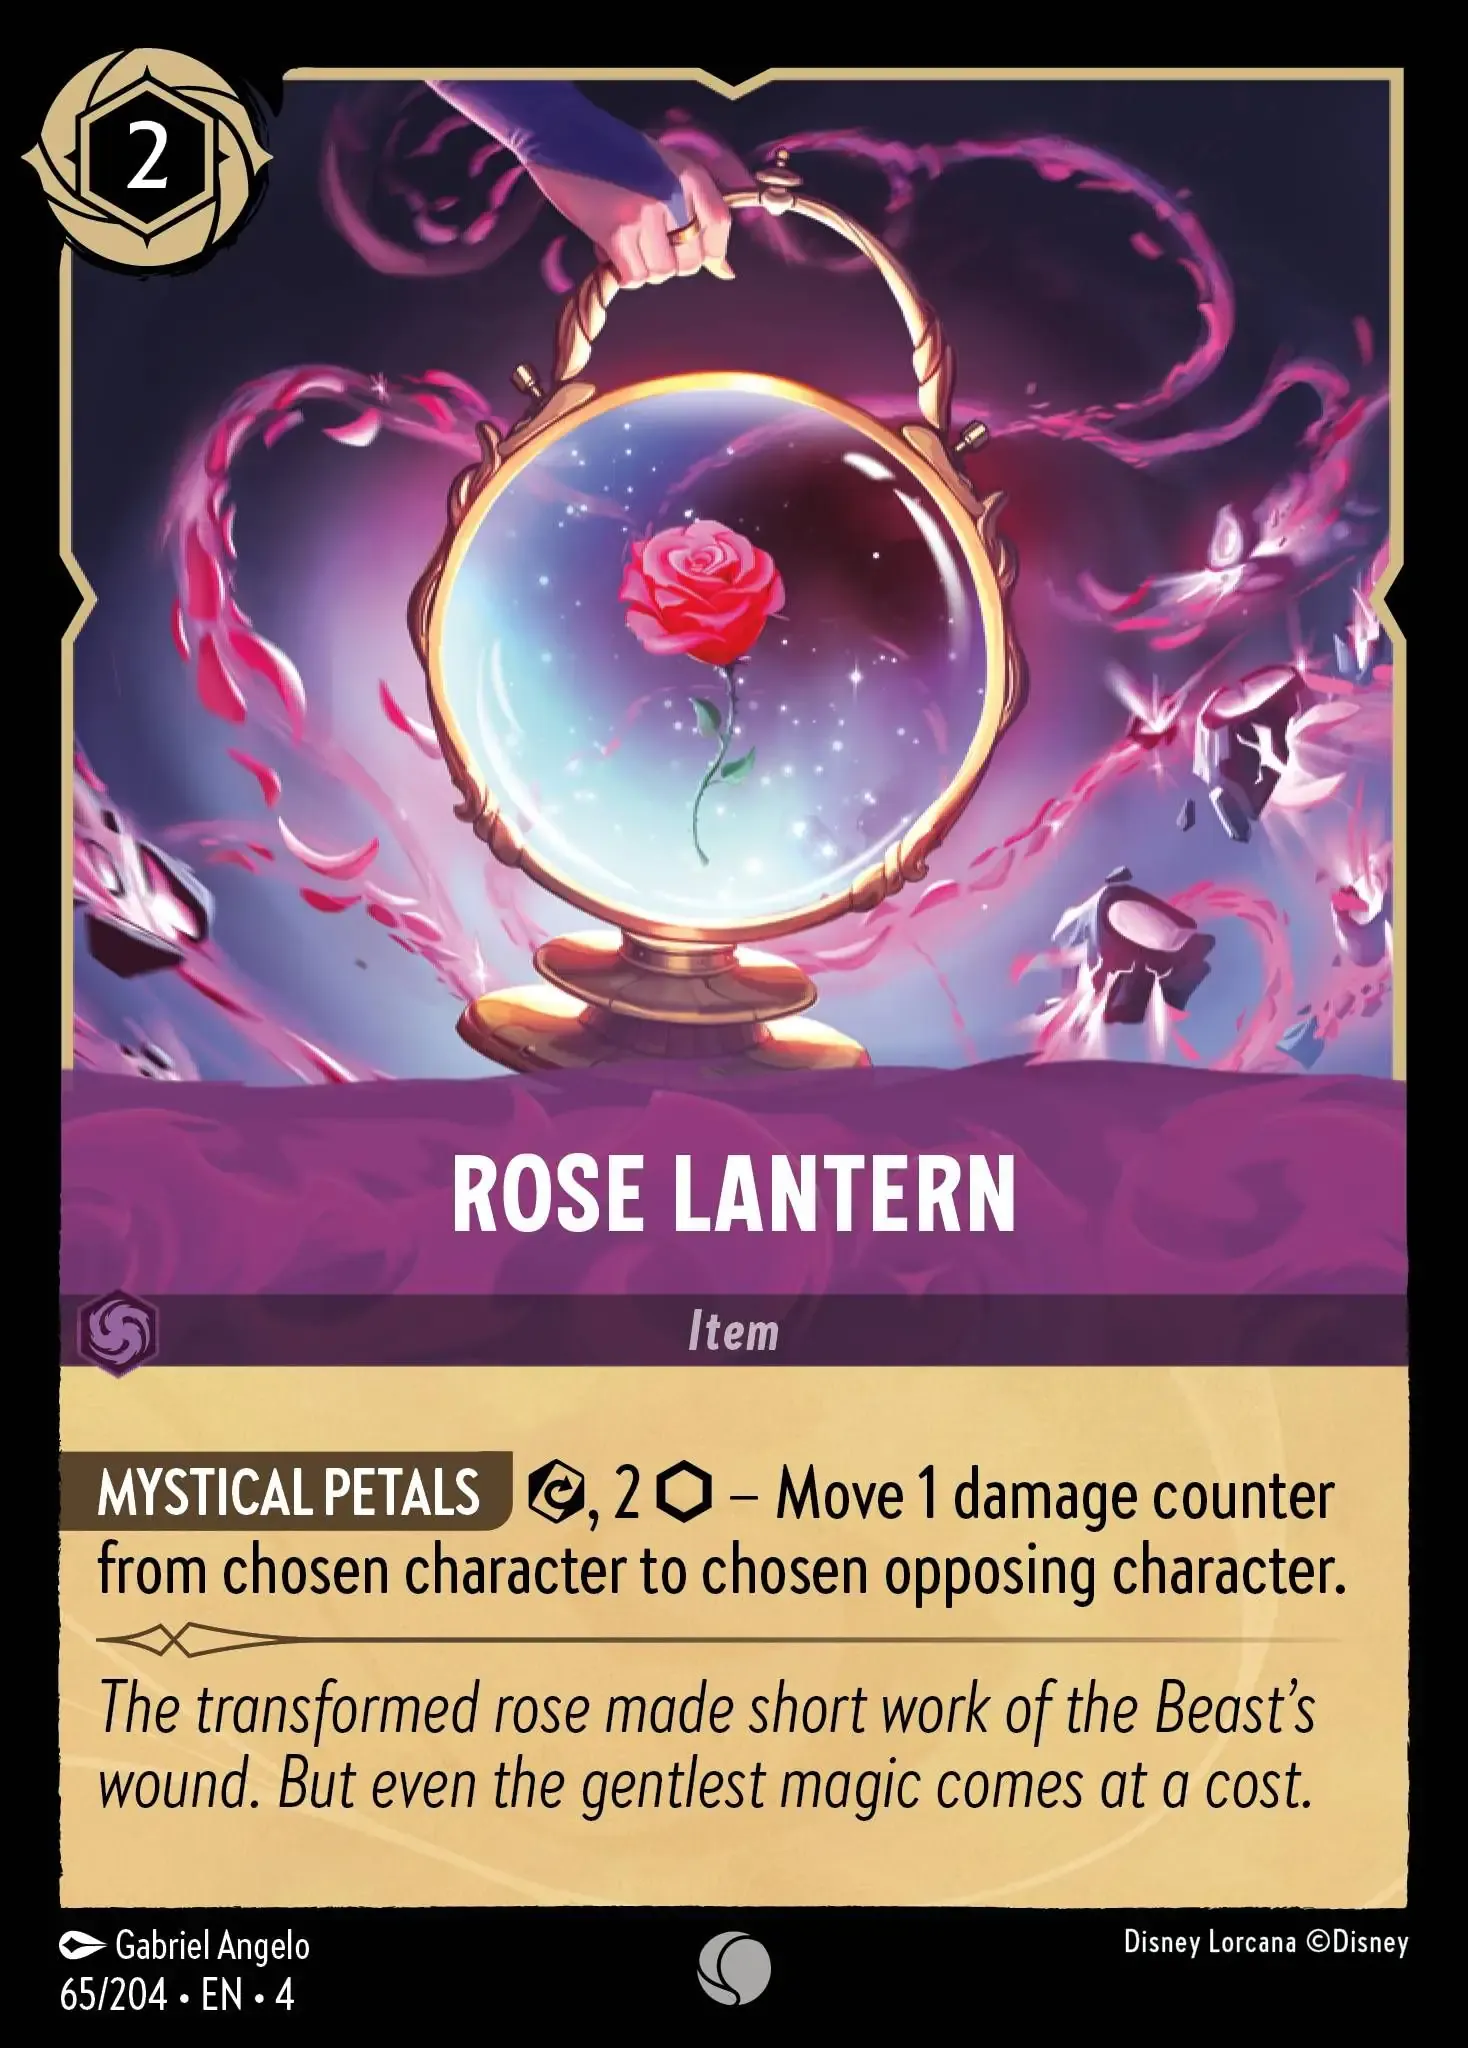 2
ROSE LANTERN
Item
MYSTICAL PETALS , 2 – Move 1 damage counter
from chosen character to chosen opposing character.
The transformed rose made short work of the Beast’s
wound. But even the gentlest magic comes at a cost.
Gabriel Angelo
Disney Lorcana ©Disney
65/204 • EN • 4